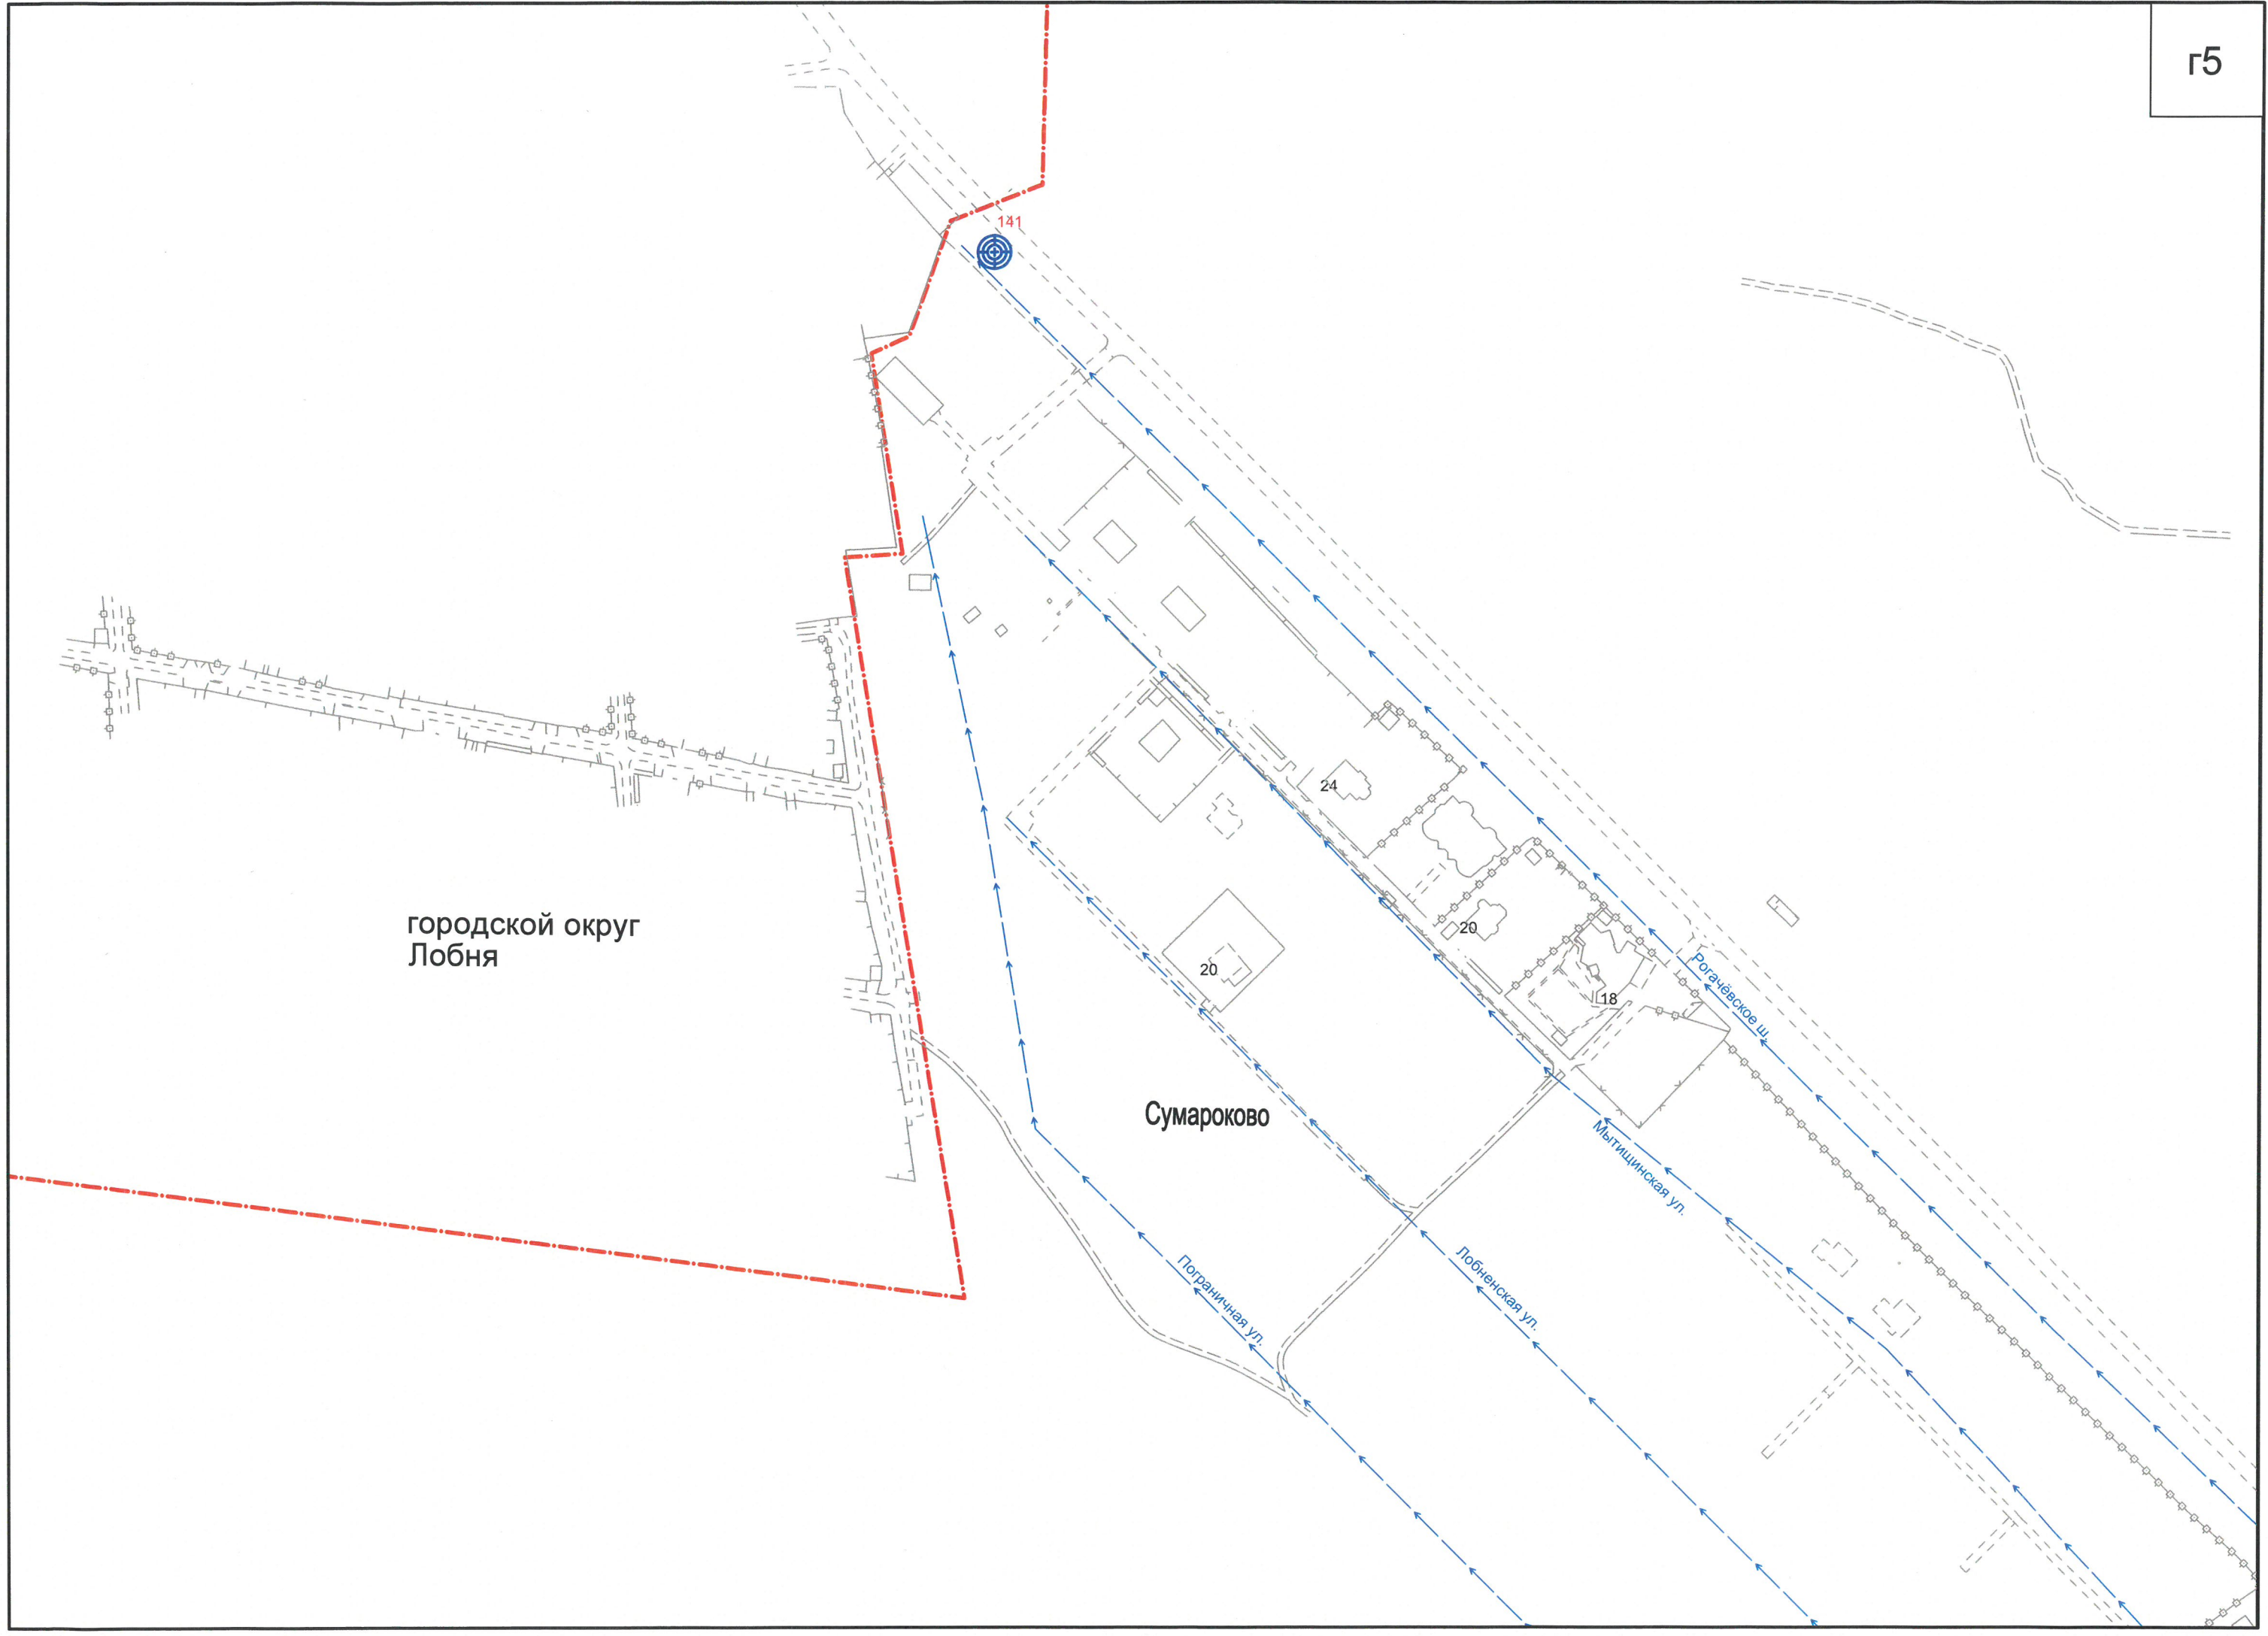 г5
141
24
20
20
18
Рогачёвское ш.
городской округ
Лобня
Сумароково
Мытищинская ул.
Лобненская ул.
Пограничная ул.